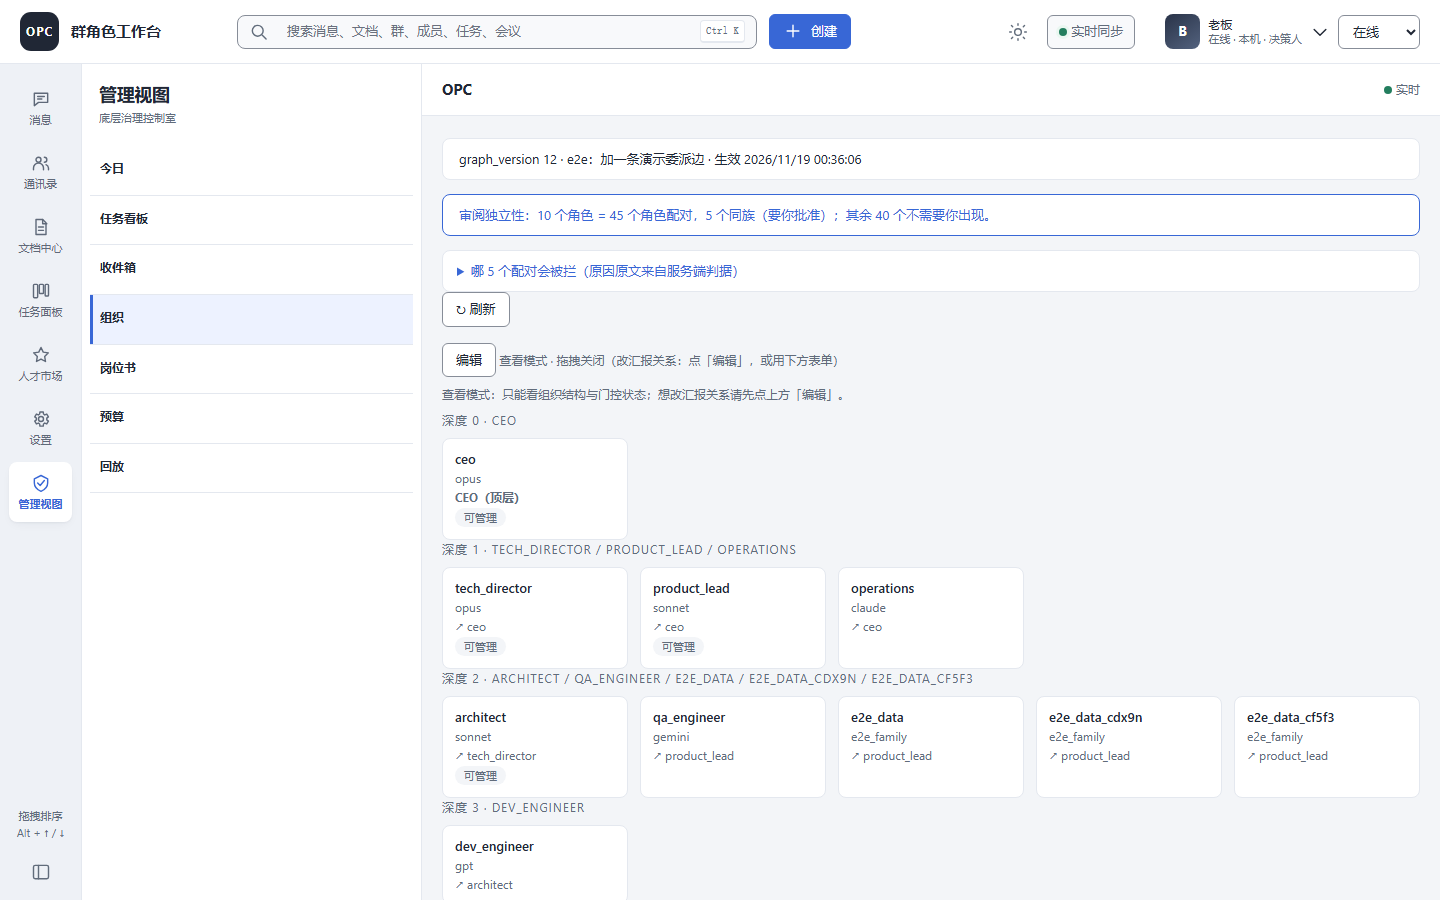 OPC
群角色工作台
搜索消息、文档、群、成员、任务、会议
Ctrl K
创建
实时同步
B
老板
在线 · 本机 · 决策人
在线
消息
通讯录
文档中心
任务面板
人才市场
设置
管理视图
拖拽排序
Alt + ↑ / ↓
管理视图
底层治理控制室
今日
任务看板
收件箱
组织
岗位书
预算
回放
OPC
实时
graph_version 12 · e2e：加一条演示委派边 · 生效 2026/11/19 00:36:06
审阅独立性：10 个角色 = 45 个角色配对，5 个同族（要你批准）；其余 40 个不需要你出现。
▶ 哪 5 个配对会被拦（原因原文来自服务端判据）
↻ 刷新
编辑 查看模式 · 拖拽关闭（改汇报关系：点「编辑」，或用下方表单）
查看模式：只能看组织结构与门控状态；想改汇报关系请先点上方「编辑」。
深度 0 · CEO
ceo
opus
CEO（顶层）
可管理
深度 1 · TECH_DIRECTOR / PRODUCT_LEAD / OPERATIONS
tech_director
opus
↗ ceo
可管理
product_lead
sonnet
↗ ceo
可管理
operations
claude
↗ ceo
深度 2 · ARCHITECT / QA_ENGINEER / E2E_DATA / E2E_DATA_CDX9N / E2E_DATA_CF5F3
architect
sonnet
↗ tech_director
可管理
qa_engineer
gemini
↗ product_lead
e2e_data
e2e_family
↗ product_lead
e2e_data_cdx9n
e2e_family
↗ product_lead
e2e_data_cf5f3
e2e_family
↗ product_lead
深度 3 · DEV_ENGINEER
dev_engineer
gpt
↗ architect